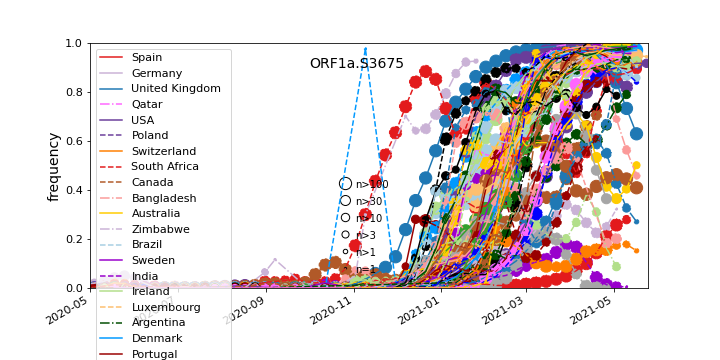 ORF1a.S3675
frequency
1.0
0.8
0.6
0.4
0.2
0.0
Spain
Germany
United Kingdom
Qatar
USA
Poland
Switzerland
South Africa
Canada
Bangladesh
Australia
Zimbabwe
Brazil
Sweden
India
Ireland
Luxembourg
Argentina
Denmark
Portugal
n>100
n>30
n>10
n>3
n>1
n=1
2020-05
2020-07
2020-09
2020-11
2021-01
2021-03
2021-05